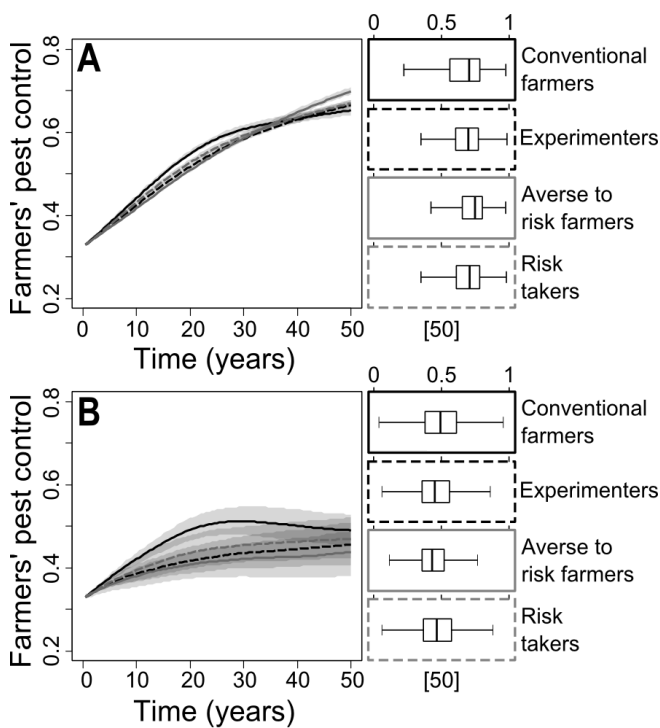 A
Farmers' pest control
0.2 0.4 0.6 0.8
0 10 20 30 40 50
Time (years)
0 0.5 1
Conventional
farmers
Experimenters
Averse to
risk farmers
Risk
takers
[50]
B
Farmers' pest control
0.2 0.4 0.6 0.8
0 10 20 30 40 50
Time (years)
0 0.5 1
Conventional
farmers
Experimenters
Averse to
risk farmers
Risk
takers
[50]